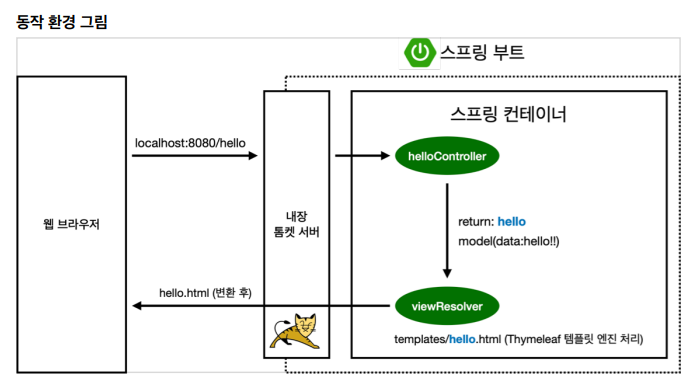 동작 환경 그림
스프링 부트
스프링 컨테이너
localhost:8080/hello
helloController
웹 브라우저
내장
톰켓 서버
return: hello
model(data:hello!!)
hello.html (변환 후)
viewResolver
templates/hello.html (Thymeleaf 템플릿 엔진 처리)